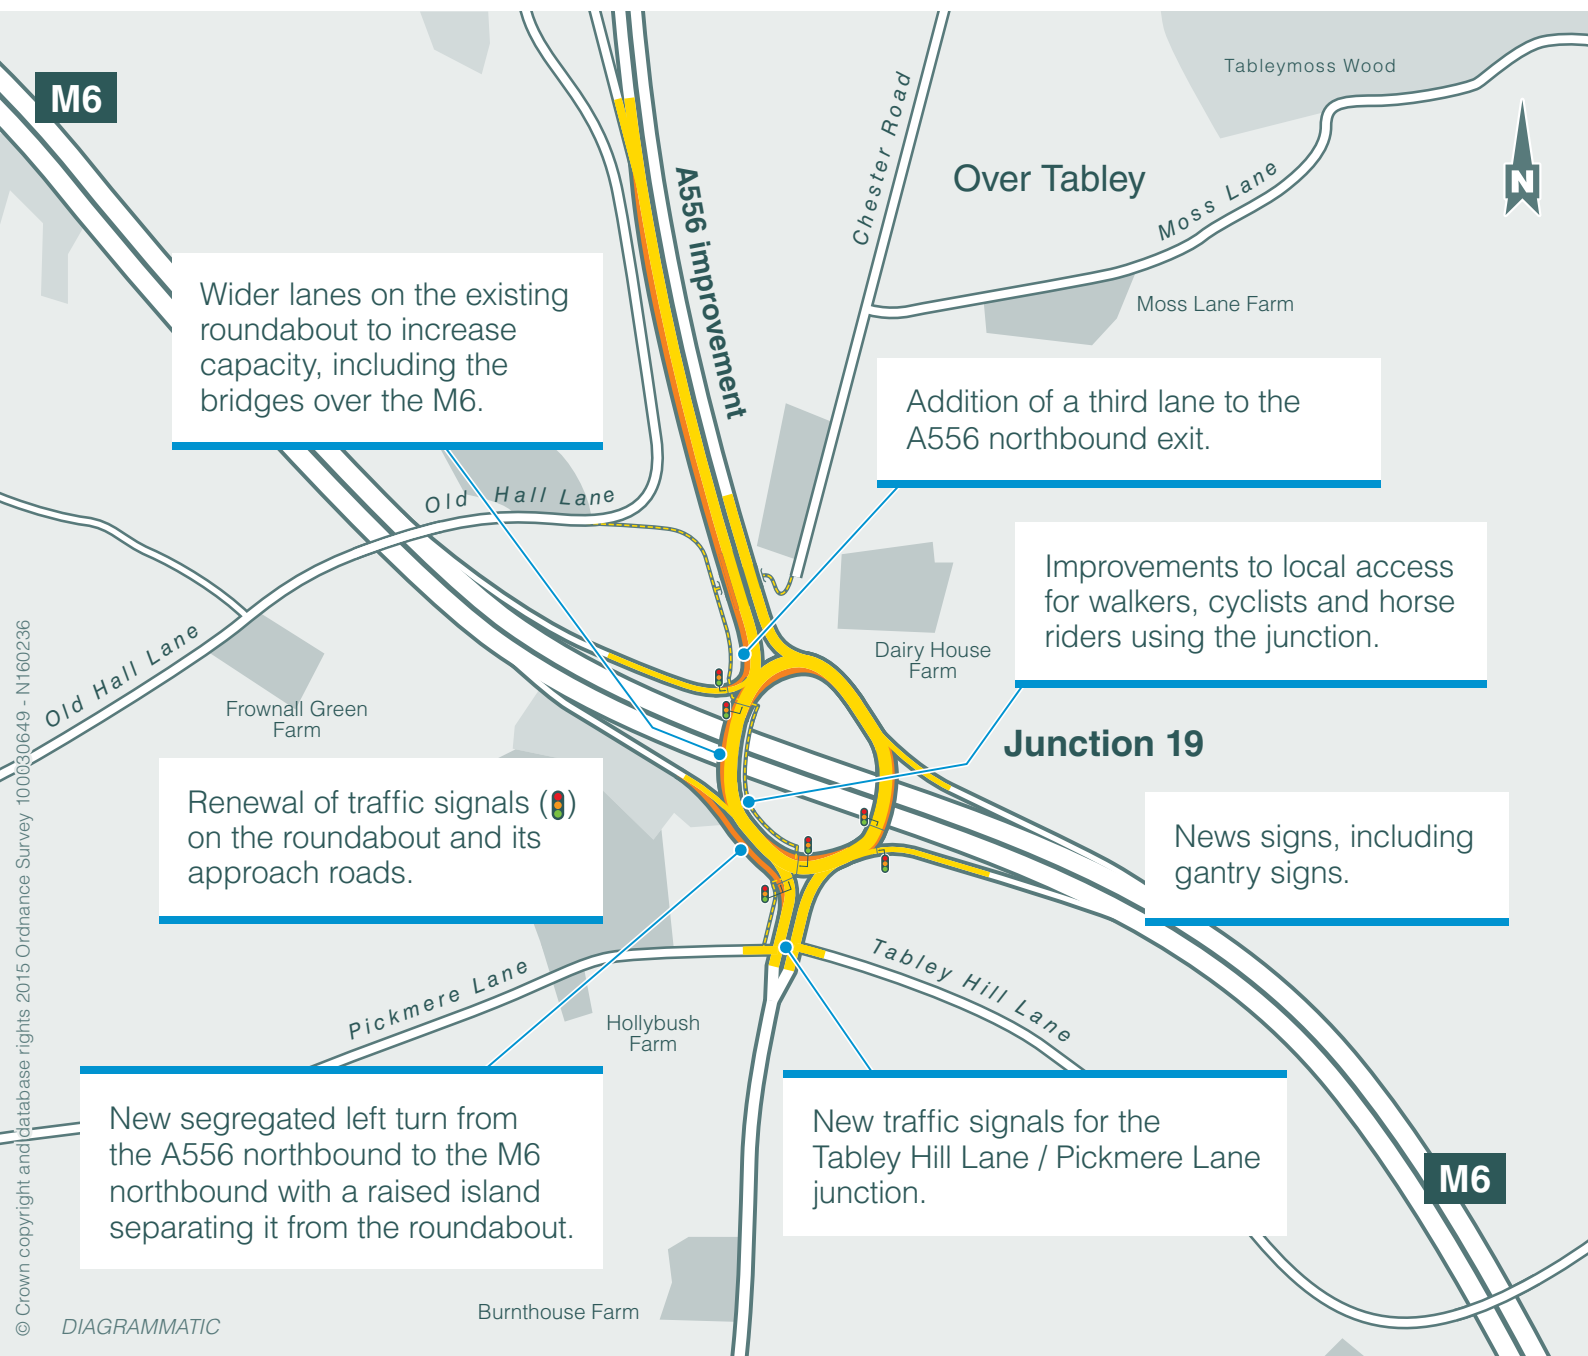 M6
Tableymoss Wood
Chester Road
Over Tabley
Moss Lane
N
A556 improvement
Moss Lane Farm
Wider lanes on the existing
roundabout to increase
capacity, including the
bridges over the M6.
Addition of a third lane to the
A556 northbound exit.
Old Hall Lane
Improvements to local access
for walkers, cyclists and horse
riders using the junction.
Old Hall Lane
Dairy House
Farm
Frownall Green
Farm
Junction 19
Renewal of traffic signals ( )
on the roundabout and its
approach roads.
News signs, including
gantry signs.
Pickmere Lane
Tabley Hill Lane
Hollybush
Farm
New segregated left turn from
the A556 northbound to the M6
northbound with a raised island
separating it from the roundabout.
New traffic signals for the
Tabley Hill Lane / Pickmere Lane
junction.
M6
Burnthouse Farm
DIAGRAMMATIC
© Crown copyright and database rights 2015 Ordnance Survey 100030649 - N160236